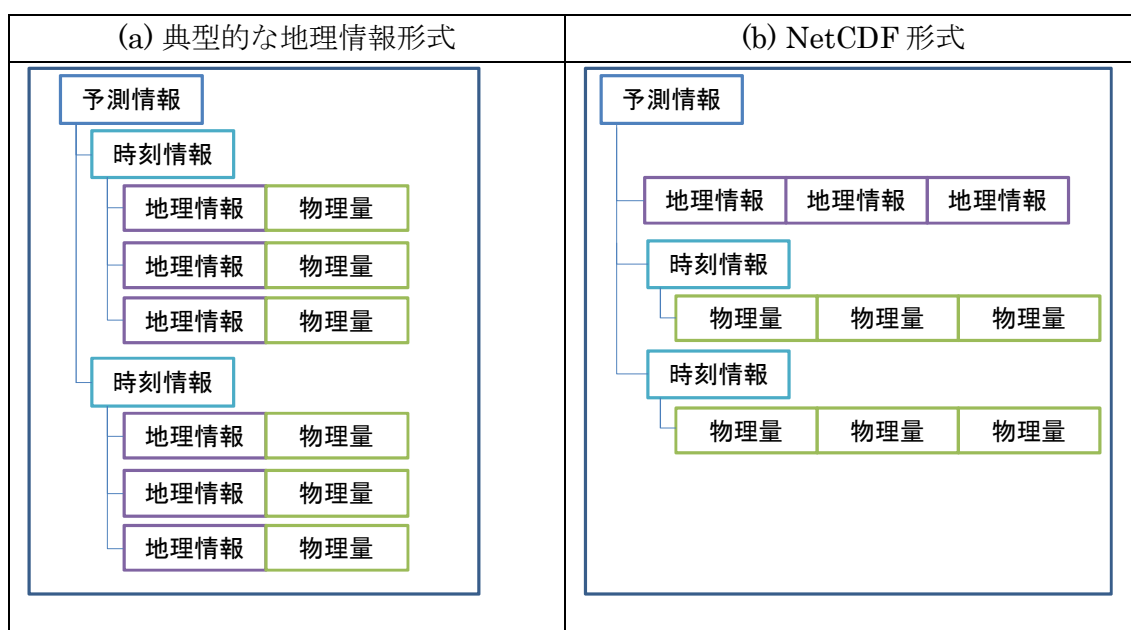 (a) 典型的な地理情報形式
(b) NetCDF 形式
予測情報
時刻情報
地理情報 物理量
地理情報 物理量
地理情報 物理量
時刻情報
地理情報 物理量
地理情報 物理量
地理情報 物理量
予測情報
地理情報 地理情報 地理情報
時刻情報
物理量 物理量 物理量
時刻情報
物理量 物理量 物理量